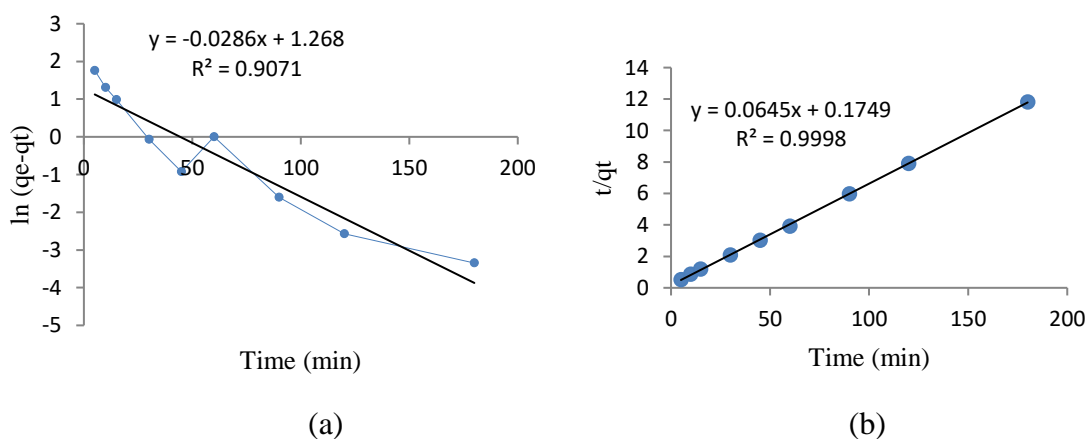 y = -0.0286x + 1.268
R² = 0.9071
3
2
1
0
-1
-2
-3
-4
-5
0
50
100
150
200
ln (qe-qt)
Time (min)
(a)
y = 0.0645x + 0.1749
R² = 0.9998
14
12
10
8
6
4
2
0
0
50
100
150
200
t/qt
Time (min)
(b)